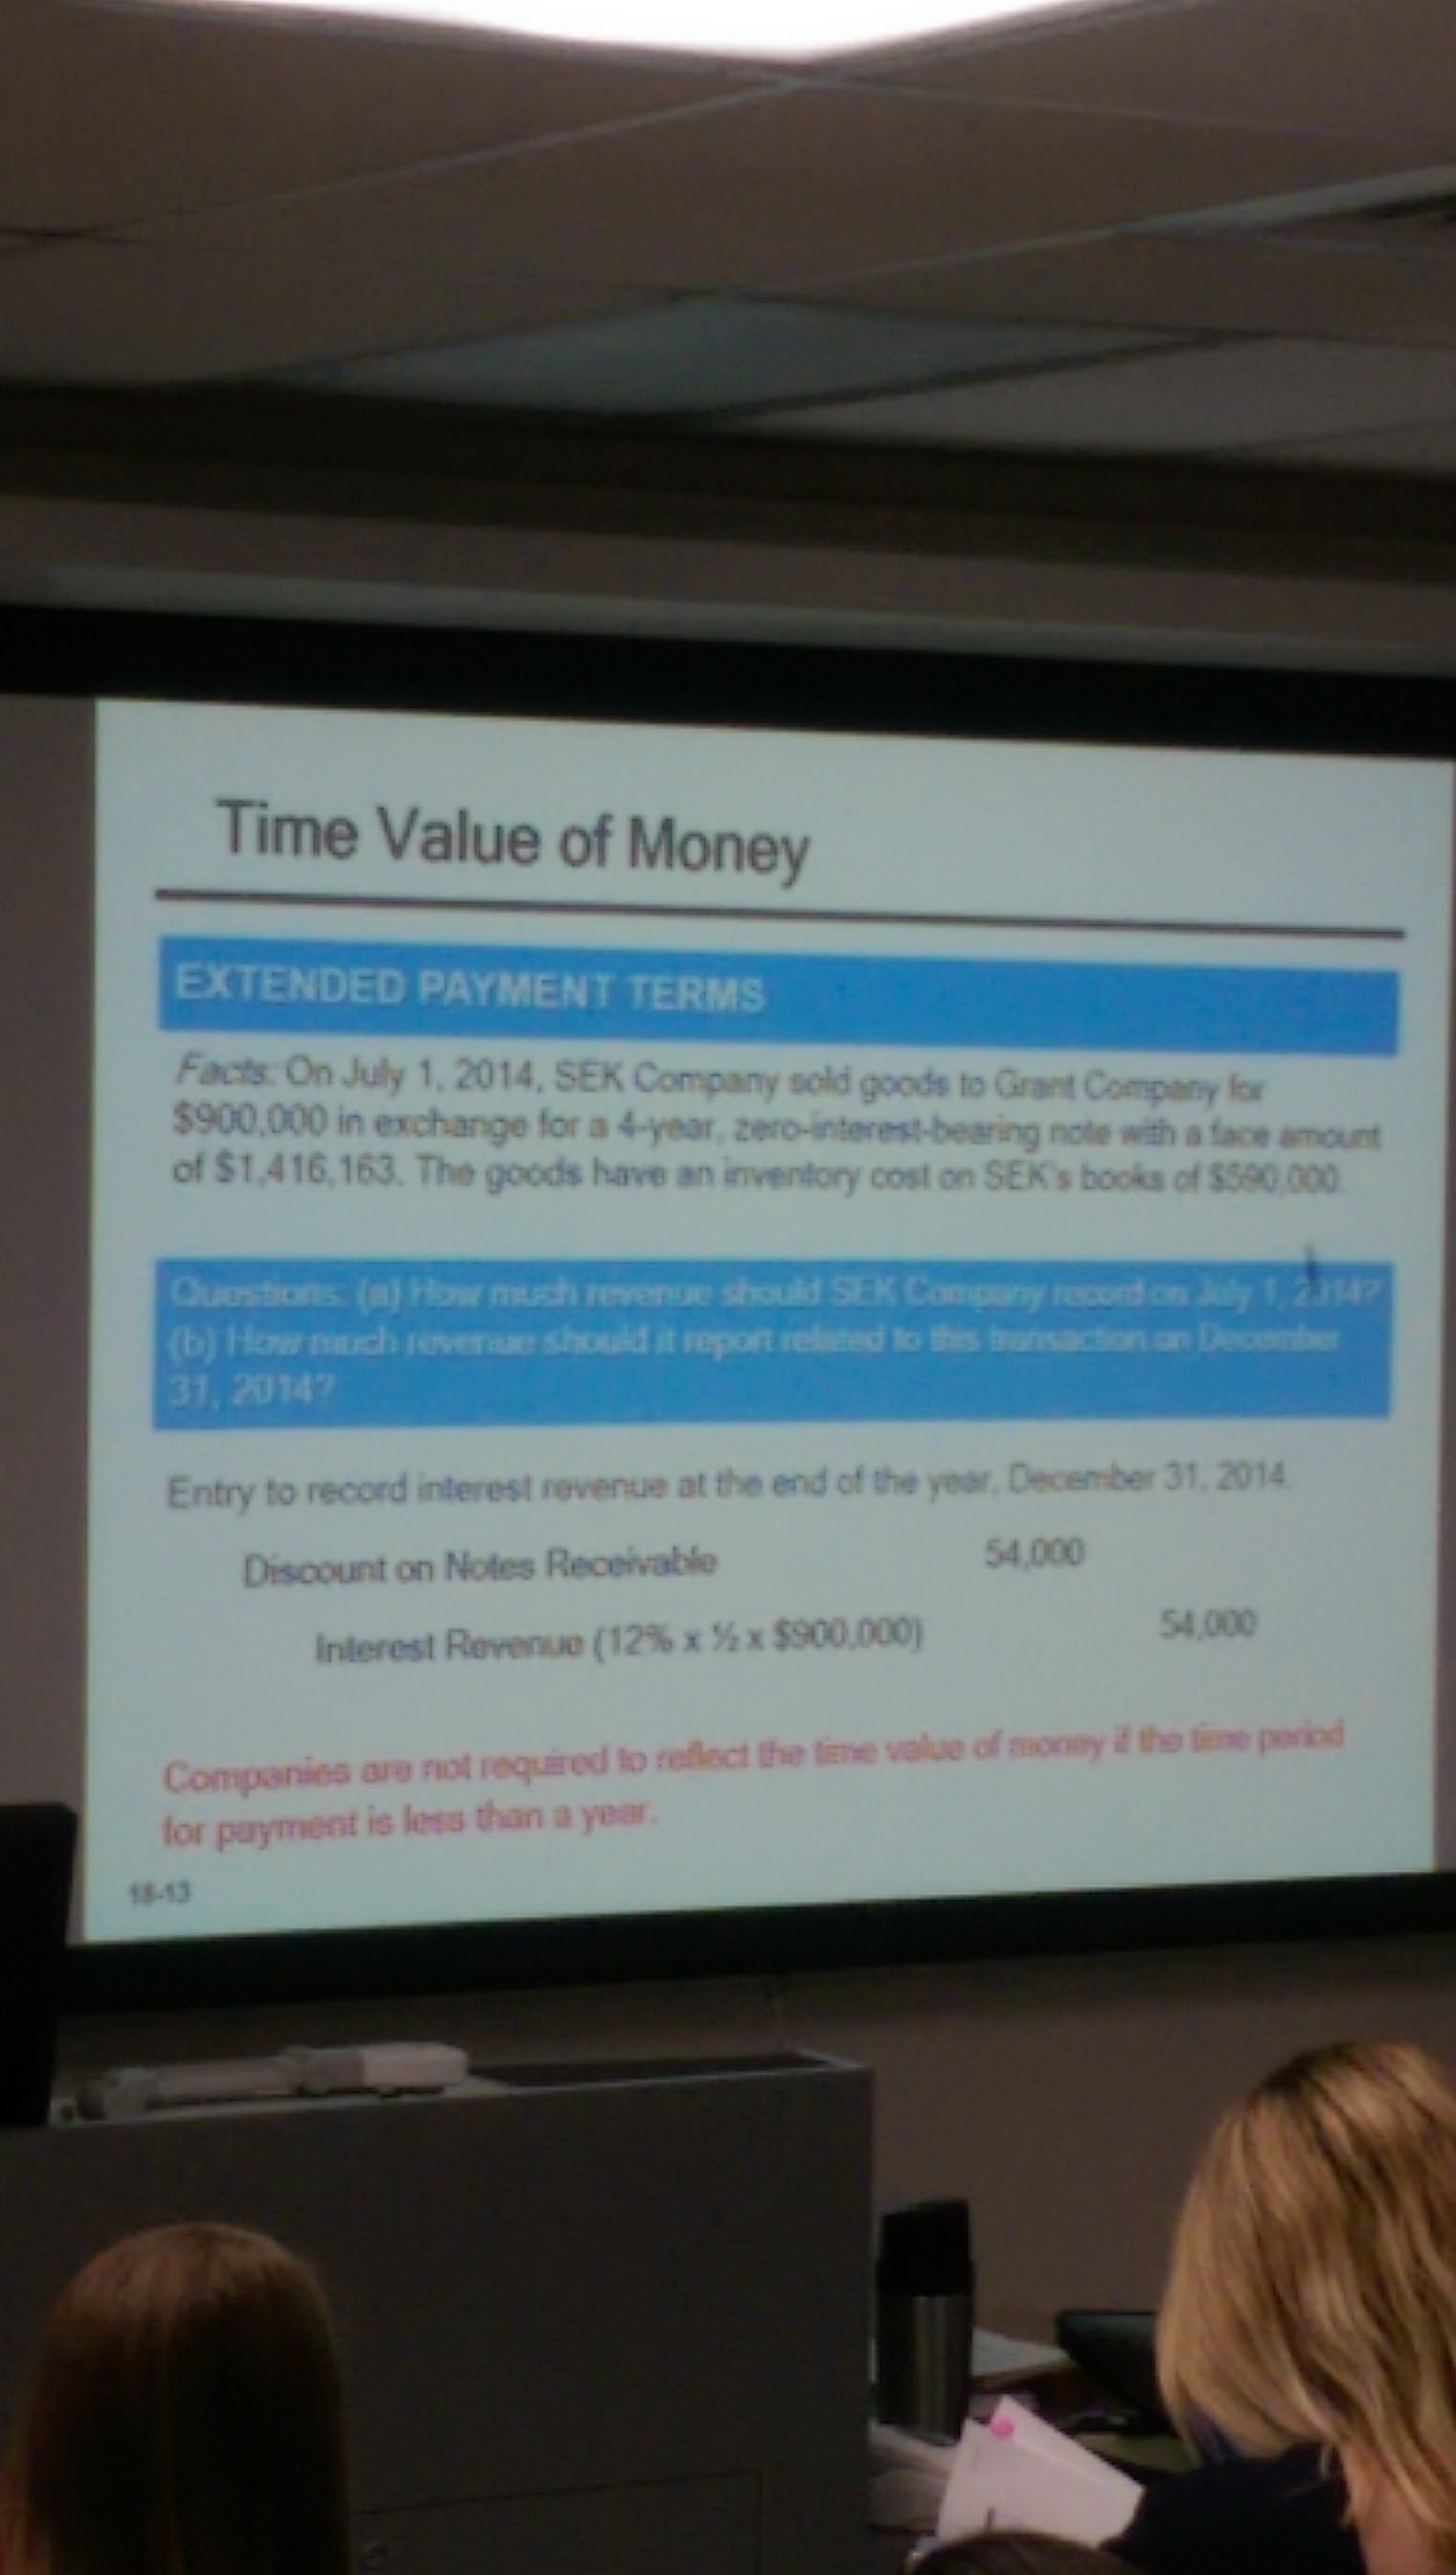 Time Value of Money
EXTENDED PAYMENT TERMS
Facts: On July 1, 2014, SEK Company sold goods to Grant Company for
$900,000 in exchange for a 4-year, zero-interest-bearing note with a face amount
of $1,416,163. The goods have an inventory cost on SEK's books of $590,000.
Questions: (a) How much revenue should SEK Company record on July 1, 2014?
(b) How much revenue should it report related to this transaction on December
31, 2014?
Entry to record interest revenue at the end of the year, December 31, 2014.
Discount on Notes Receivable 54,000
Interest Revenue (12% x ½ x $900,000) 54,000
Companies are not required to reflect the time value of money if the time period
for payment is less than a year.
18-13